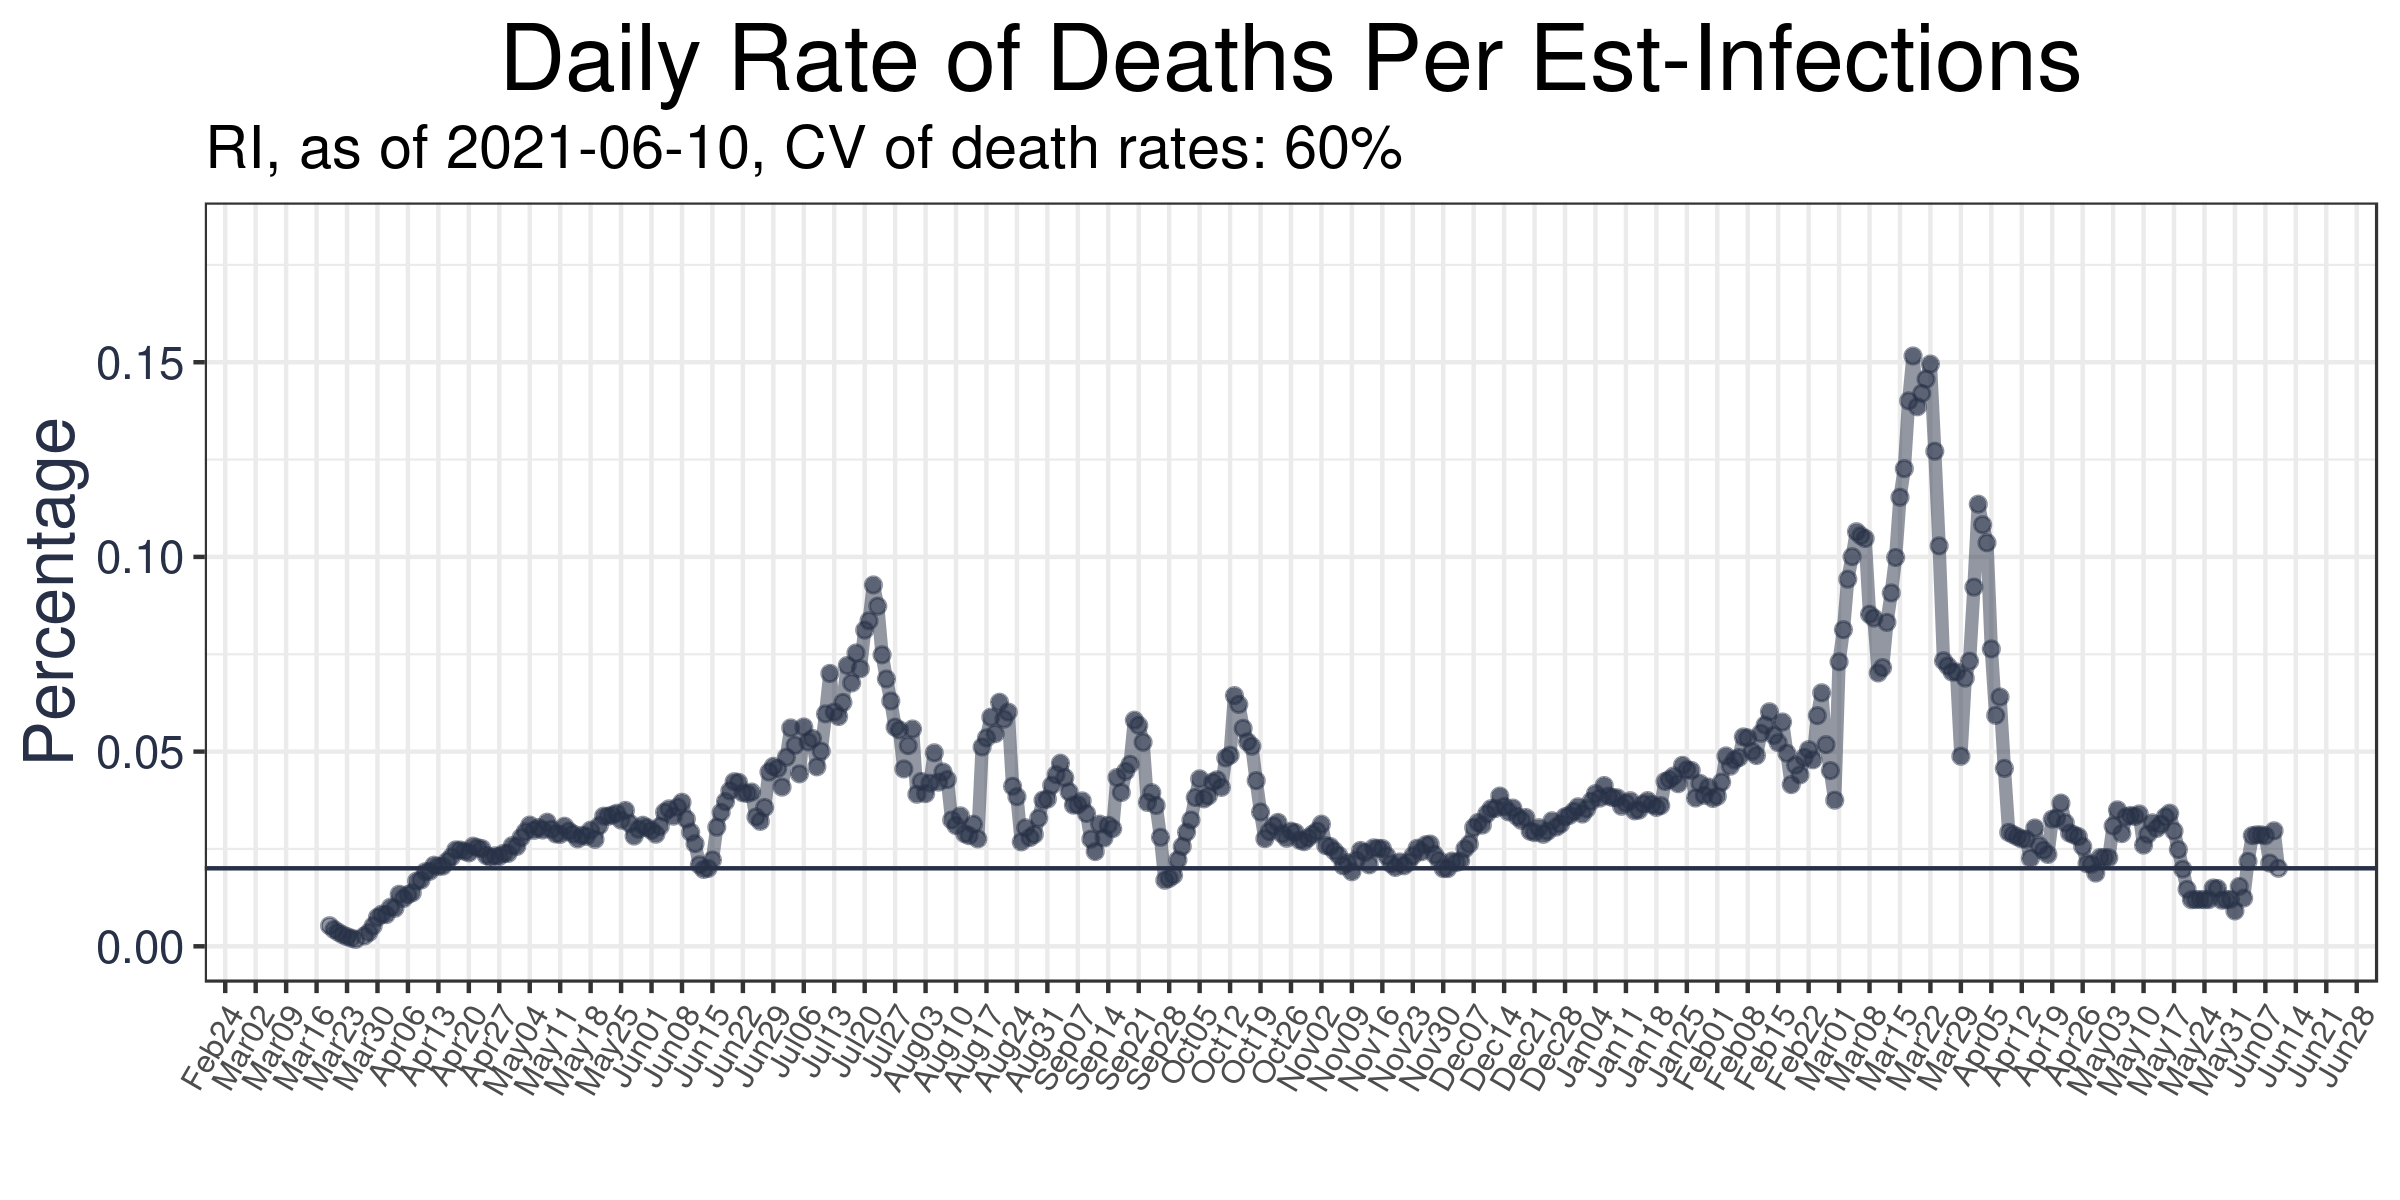 Daily Rate of Deaths Per Est-Infections
RI, as of 2021-06-10, CV of death rates: 60%
Percentage
0.15
0.10
0.05
0.00
Feb24
Mar02
Mar09
Mar16
Mar23
Mar30
Apr06
Apr13
Apr20
Apr27
May04
May11
May18
May25
Jun01
Jun08
Jun15
Jun22
Jun29
Jul06
Jul13
Jul20
Jul27
Aug03
Aug10
Aug17
Aug24
Aug31
Sep07
Sep14
Sep21
Sep28
Oct05
Oct12
Oct19
Oct26
Nov02
Nov09
Nov16
Nov23
Nov30
Dec07
Dec14
Dec21
Dec28
Jan04
Jan11
Jan18
Jan25
Feb01
Feb08
Feb15
Feb22
Mar01
Mar08
Mar15
Mar22
Mar29
Apr05
Apr12
Apr19
Apr26
May03
May10
May17
May24
May31
Jun07
Jun14
Jun21
Jun28